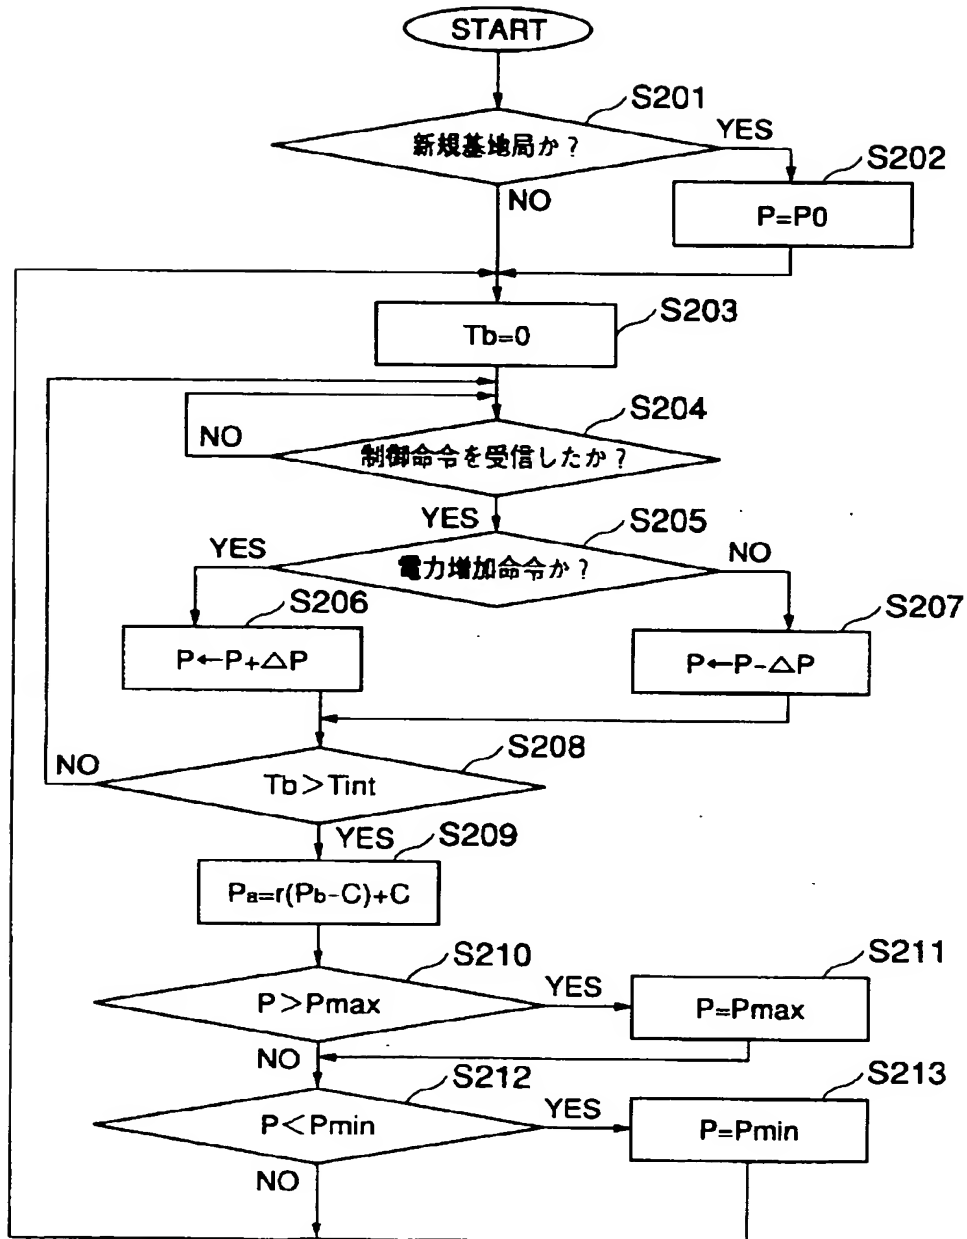 START
S201
新規基地局か?
YES
S202
NO
P=P0
S203
Tb=0
S204
NO
制御命令を受信したか?
YES
S205
YES
電力増加命令か?
NO
S206
S207
P←P+△P
P←P-△P
S208
NO
Tb>Tint
YES
S209
Pa=r(Pb-C)+C
S210
S211
P>Pmax
YES
P=Pmax
NO
S212
S213
P<Pmin
YES
P=Pmin
NO